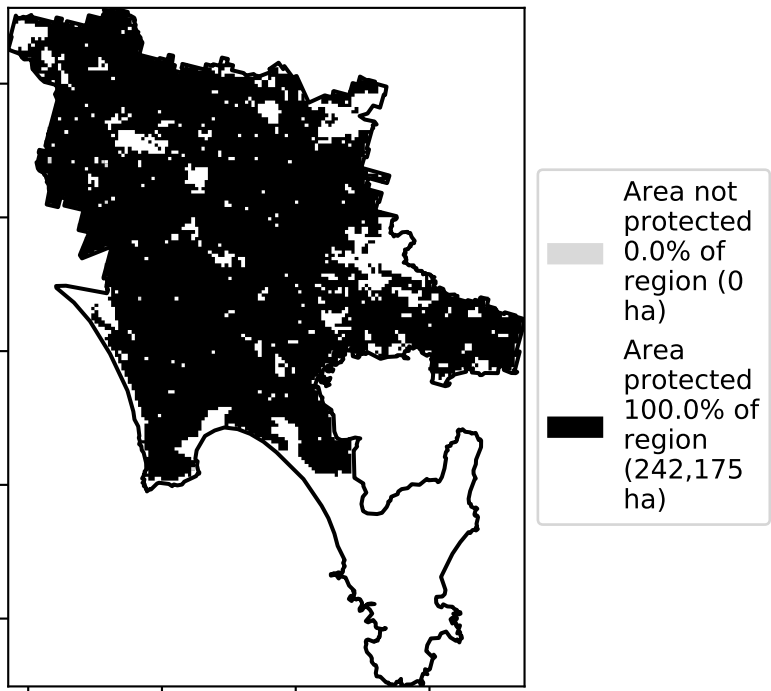 Area not
protected
0.0% of
region (0
ha)
Area
protected
100.0% of
region
(242,175
ha)